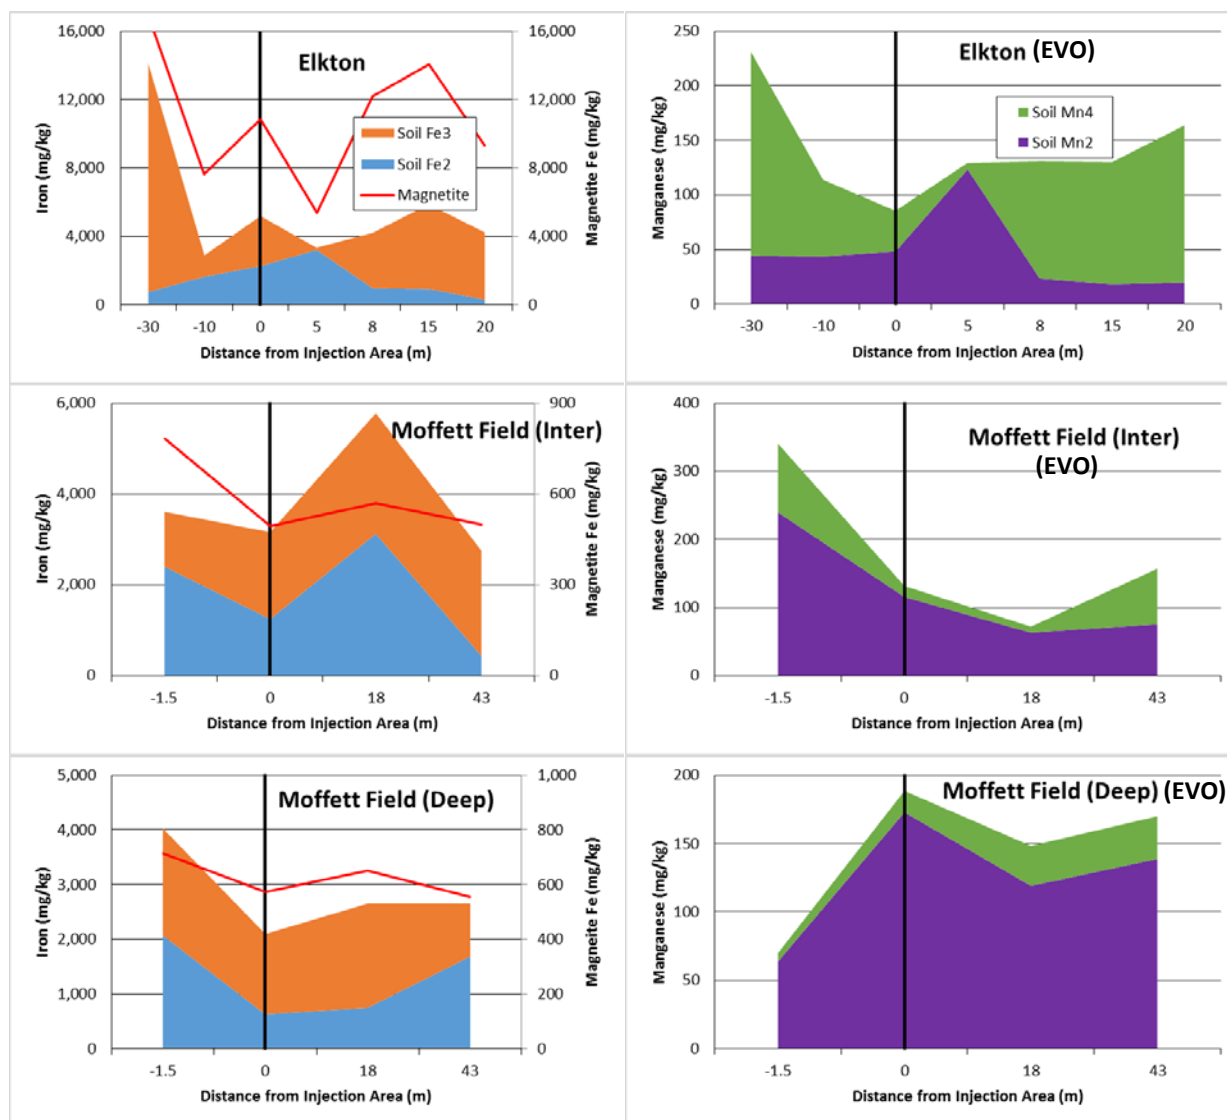 Elkton
16,000
12,000
8,000
4,000
0
Iron (mg/kg)
16,000
12,000
8,000
4,000
0
Magnetite Fe (mg/kg)
Soil Fe3
Soil Fe2
Magnetite
-30 -10 0 5 8 15 20
Distance from Injection Area (m)
Elkton (EVO)
250
200
150
100
50
0
Manganese (mg/kg)
Soil Mn4
Soil Mn2
-30 -10 0 5 8 15 20
Distance from Injection Area (m)
Moffett Field (Inter)
6,000
4,000
2,000
0
Iron (mg/kg)
900
600
300
0
Magnetite Fe (mg/kg)
-1.5 0 18 43
Distance from Injection Area (m)
Moffett Field (Inter)
(EVO)
400
300
200
100
0
Manganese (mg/kg)
-1.5 0 18 43
Distance from Injection Area (m)
Moffett Field (Deep)
5,000
4,000
3,000
2,000
1,000
0
Iron (mg/kg)
1,000
800
600
400
200
0
Magneite Fe (mg/kg)
-1.5 0 18 43
Distance from Injection Area (m)
Moffett Field (Deep) (EVO)
200
150
100
50
0
Manganese (mg/kg)
-1.5 0 18 43
Distance from Injection Area (m)